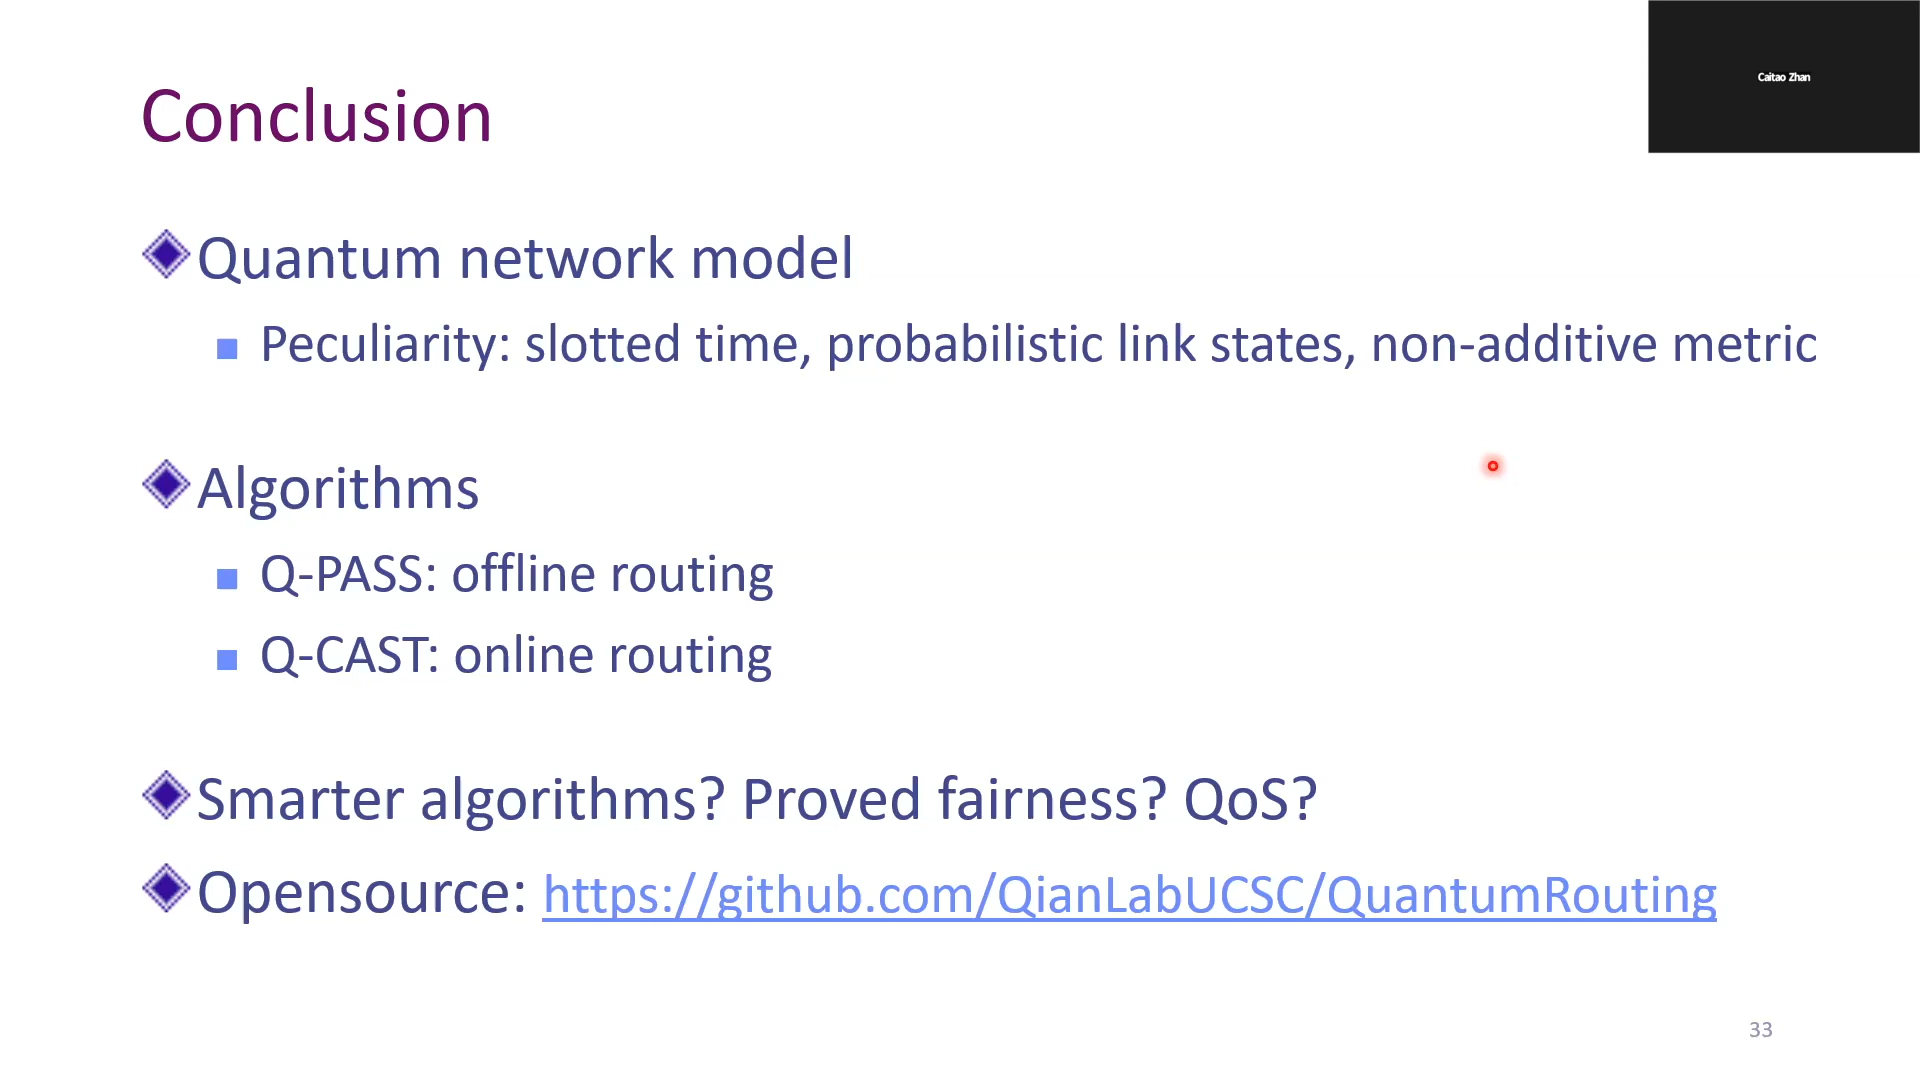 Caitao Zhan
Conclusion
Quantum network model
Peculiarity: slotted time, probabilistic link states, non-additive metric
Algorithms
Q-PASS: offline routing
Q-CAST: online routing
Smarter algorithms? Proved fairness? QoS?
Opensource: https://github.com/QianLabUCSC/QuantumRouting
33